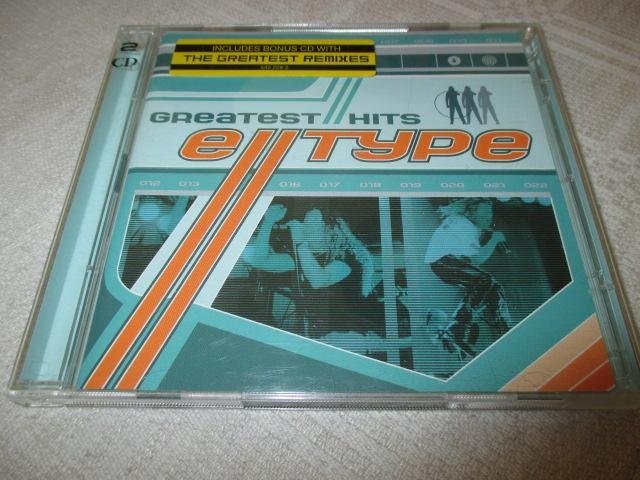 2
CD
INCLUDES BONUS CD WITH
THE GREATEST REMIXES
GREATEST HITS
e//TYPE
012 013 016 017 018 019 020 021 022